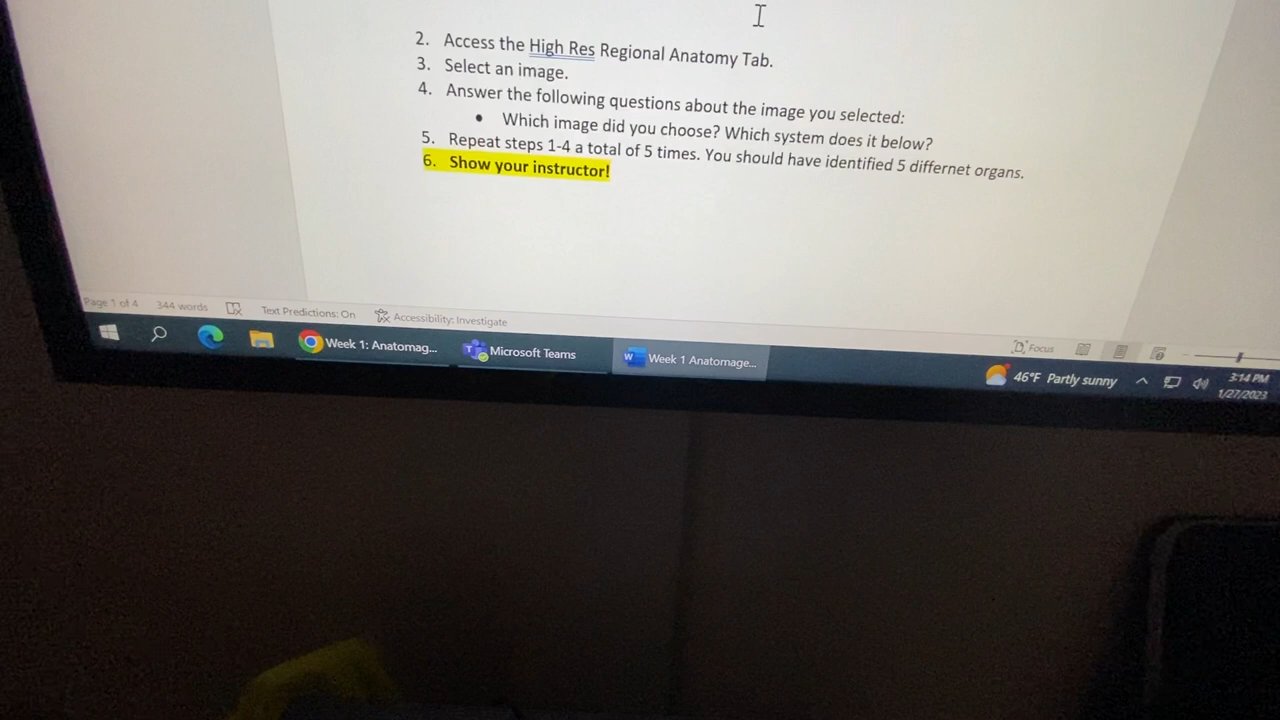 2. Access the High Res Regional Anatomy Tab.
3. Select an image.
4. Answer the following questions about the image you selected:
• Which image did you choose? Which system does it below?
5. Repeat steps 1-4 a total of 5 times. You should have identified 5 differnet organs.
6. Show your instructor!
Page 1 of 4 344 words Text Predictions: On Accessibility: Investigate Focus
Week 1: Anatomag... Microsoft Teams Week 1 Anatomage... 46°F Partly sunny 3:14 PM
1/27/2023